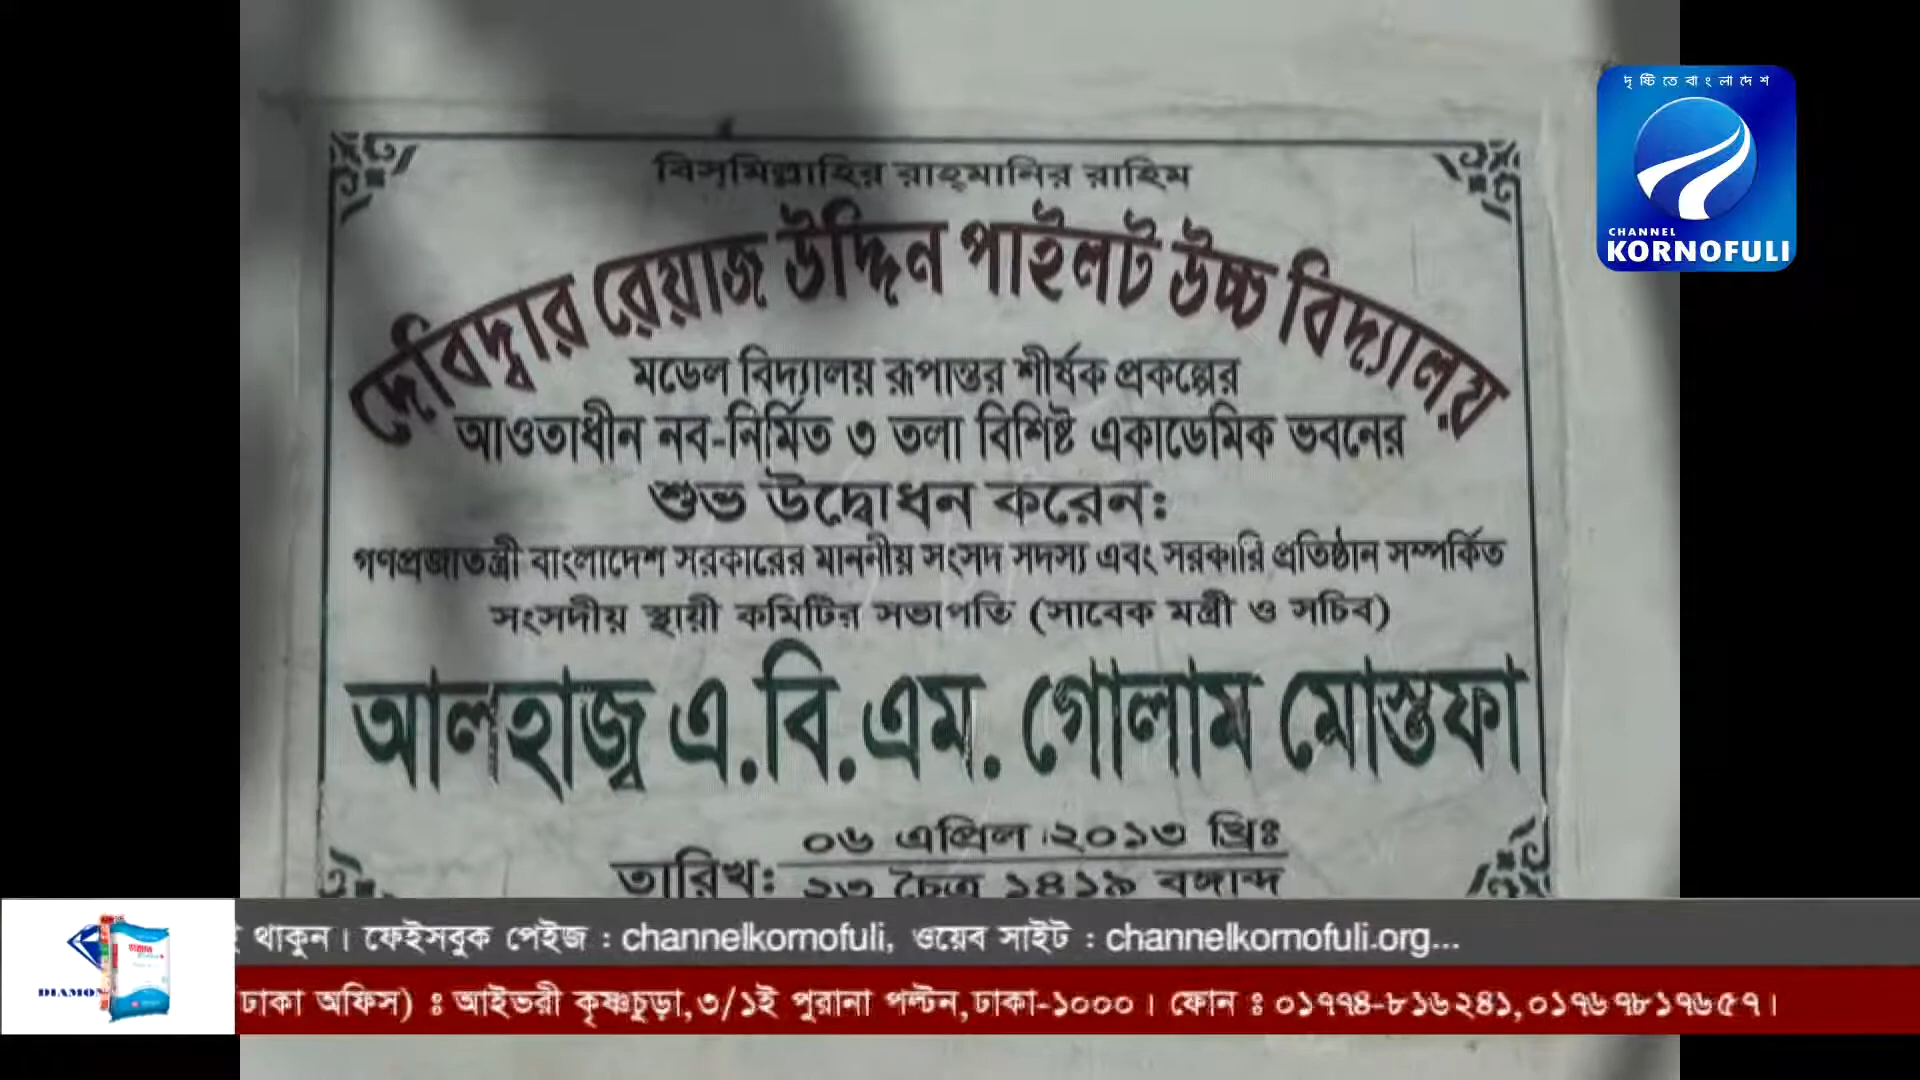 দৃষ্টিতে বাংলাদেশ
CHANNEL
KORNOFULI
বিস্‌মিল্লাহির রাহ্‌মানির রাহিম
দেবিদ্বার রেয়াজ উদ্দিন পাইলট উচ্চ বিদ্যালয়
মডেল বিদ্যালয় রূপান্তর শীর্ষক প্রকল্পের
আওতাধীন নব-নির্মিত ৩ তলা বিশিষ্ট একাডেমিক ভবনের
শুভ উদ্বোধন করেন:
গণপ্রজাতন্ত্রী বাংলাদেশ সরকারের মাননীয় সংসদ সদস্য এবং সরকারি প্রতিষ্ঠান সম্পর্কিত
সংসদীয় স্থায়ী কমিটির সভাপতি (সাবেক মন্ত্রী ও সচিব)
আলহাজ্ব এ.বি.এম. গোলাম মোস্তফা
০৬ এপ্রিল ২০১৩ খ্রিঃ
তারিখ: ২৩ চৈত্র ১৪১৯ বঙ্গাব্দ
থাকুন। ফেইসবুক পেইজ : channelkornofuli, ওয়েব সাইট : channelkornofuli.org...
ঢাকা অফিস) ঃ আইভরী কৃষ্ণচুড়া,৩/১ই পুরানা পল্টন,ঢাকা-১০০০। ফোন ঃ ০১৭৭৪-৮১৬২৪১,০১৭৬৭৮১৭৬৫৭।